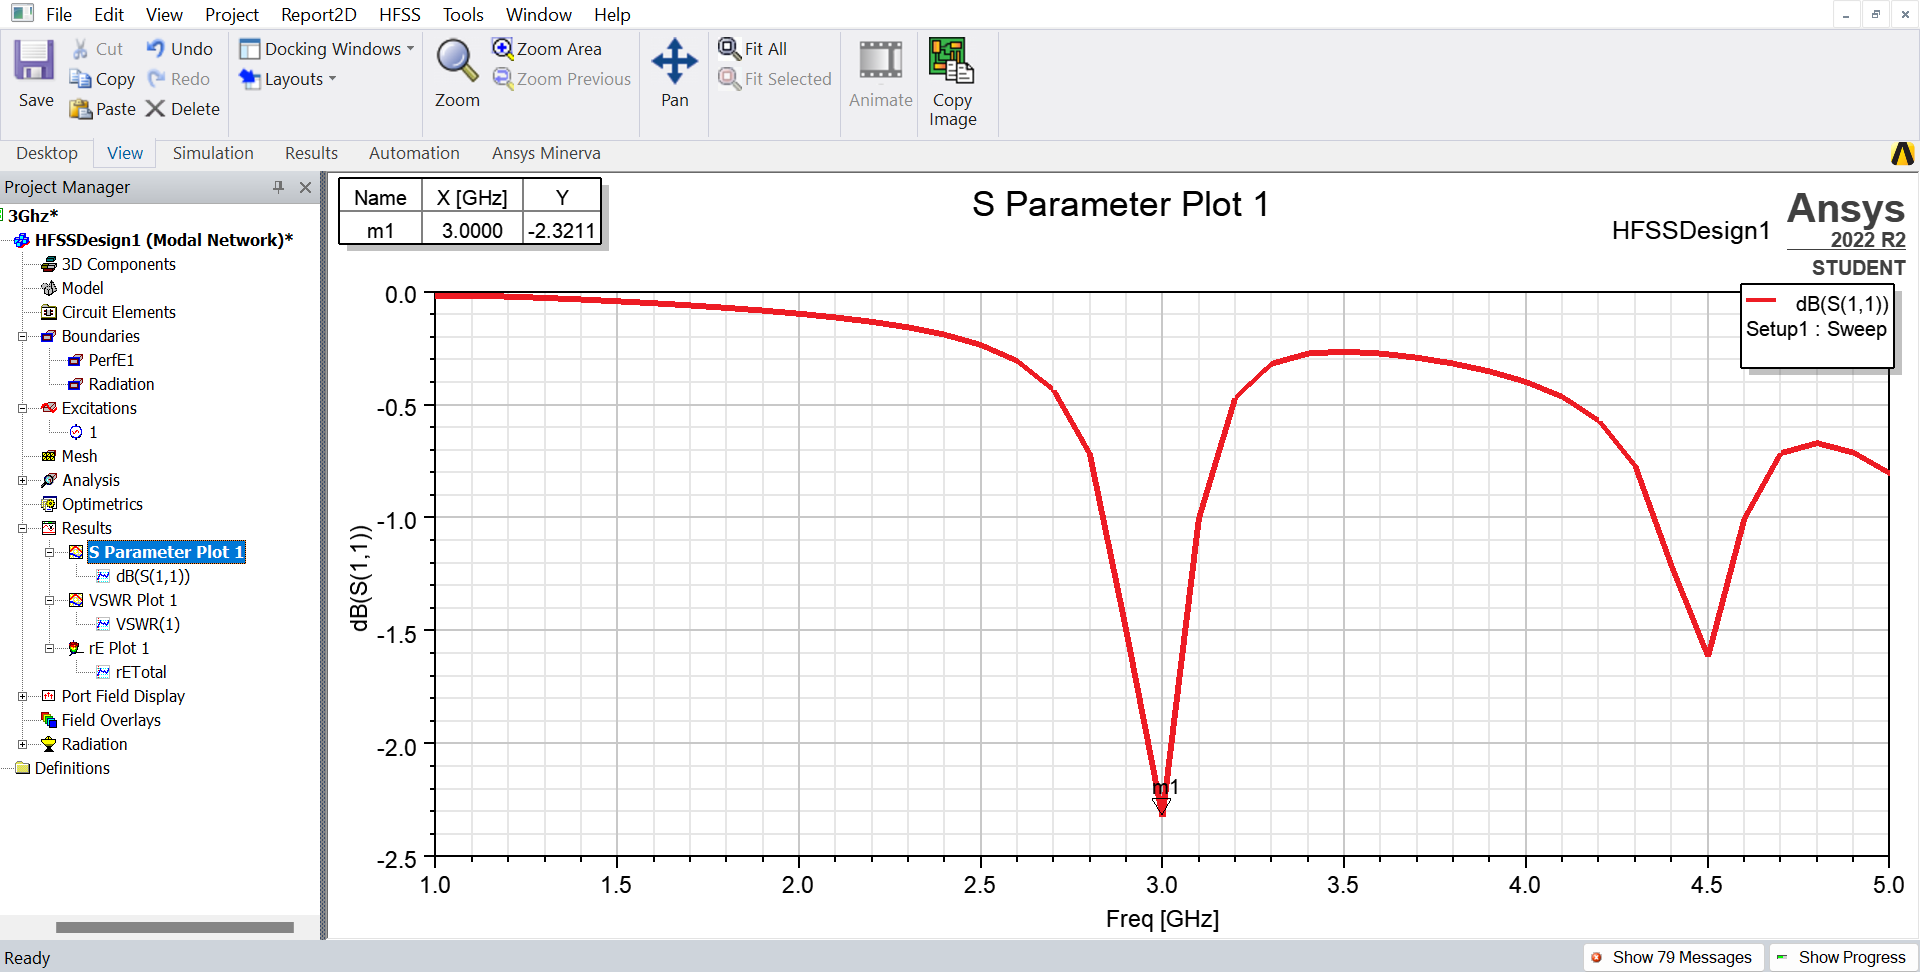 File Edit View Project Report2D HFSS Tools Window Help
Save
Cut
Copy
Paste
Undo
Redo
Delete
Docking Windows
Layouts
Zoom
Zoom Area
Zoom Previous
Pan
Fit All
Fit Selected
Animate
Copy
Image
Desktop View Simulation Results Automation Ansys Minerva
Project Manager
3Ghz*
HFSSDesign1 (Modal Network)*
3D Components
Model
Circuit Elements
Boundaries
PerfE1
Radiation
Excitations
1
Mesh
Analysis
Optimetrics
Results
S Parameter Plot 1
dB(S(1,1))
VSWR Plot 1
VSWR(1)
rE Plot 1
rETotal
Port Field Display
Field Overlays
Radiation
Definitions
Name X [GHz] Y
m1 3.0000 -2.3211
S Parameter Plot 1
HFSSDesign1
Ansys
2022 R2
STUDENT
dB(S(1,1))
Setup1 : Sweep
0.0
-0.5
-1.0
-1.5
-2.0
-2.5
dB(S(1,1))
m1
1.0 1.5 2.0 2.5 3.0 3.5 4.0 4.5 5.0
Freq [GHz]
Ready
Show 79 Messages
Show Progress